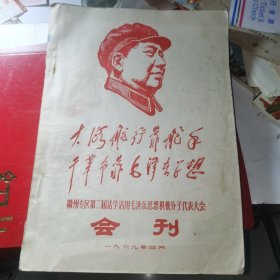 大海航行靠舵手
干革命靠毛泽东思想
赣州专区第二届活学活用毛泽东思想积极分子代表大会
会刊
一九六九年四月